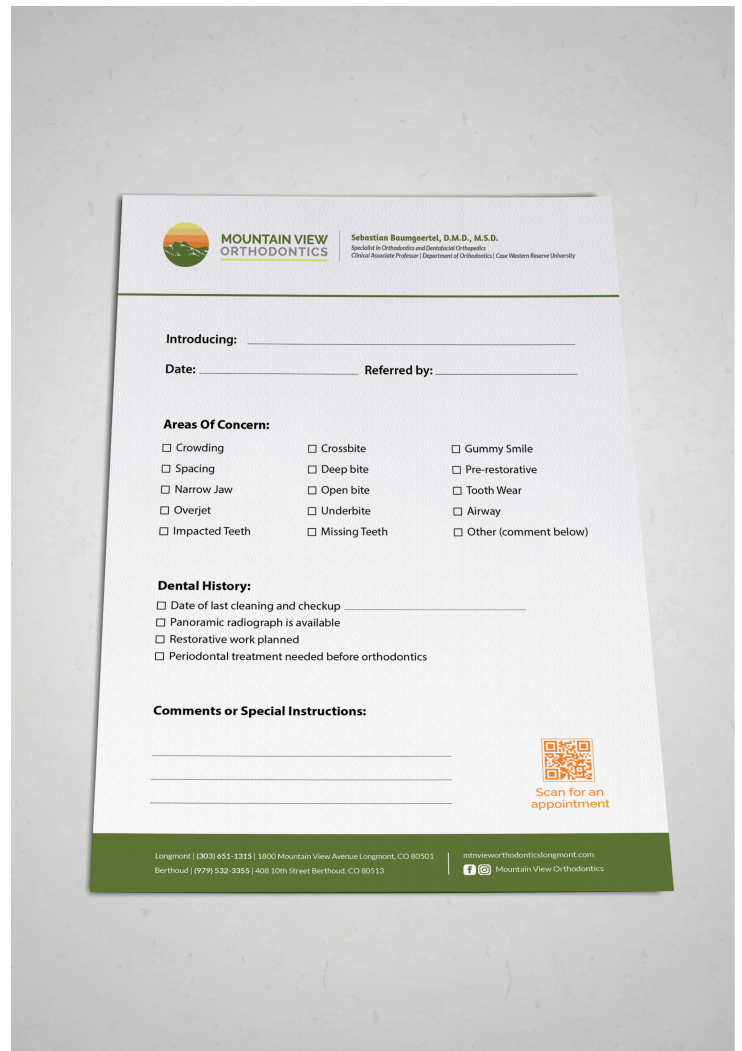 MOUNTAIN VIEW
ORTHODONTICS
Sebastian Baumgaertel, D.M.D., M.S.D.
Specialist in Orthodontics and Dentofacial Orthopedics
Clinical Associate Professor | Department of Orthodontics | Case Western Reserve University
Introducing:
Date: Referred by:
Areas Of Concern:
Crowding Crossbite Gummy Smile
Spacing Deep bite Pre-restorative
Narrow Jaw Open bite Tooth Wear
Overjet Underbite Airway
Impacted Teeth Missing Teeth Other (comment below)
Dental History:
Date of last cleaning and checkup
Panoramic radiograph is available
Restorative work planned
Periodontal treatment needed before orthodontics
Comments or Special Instructions:
Scan for an
appointment
Longmont | (303) 651-1315 | 1800 Mountain View Avenue Longmont, CO 80501
Berthoud | (979) 532-3355 | 408 10th Street Berthoud, CO 80513
mtnvieworthodonticslongmont.com
Mountain View Orthodontics